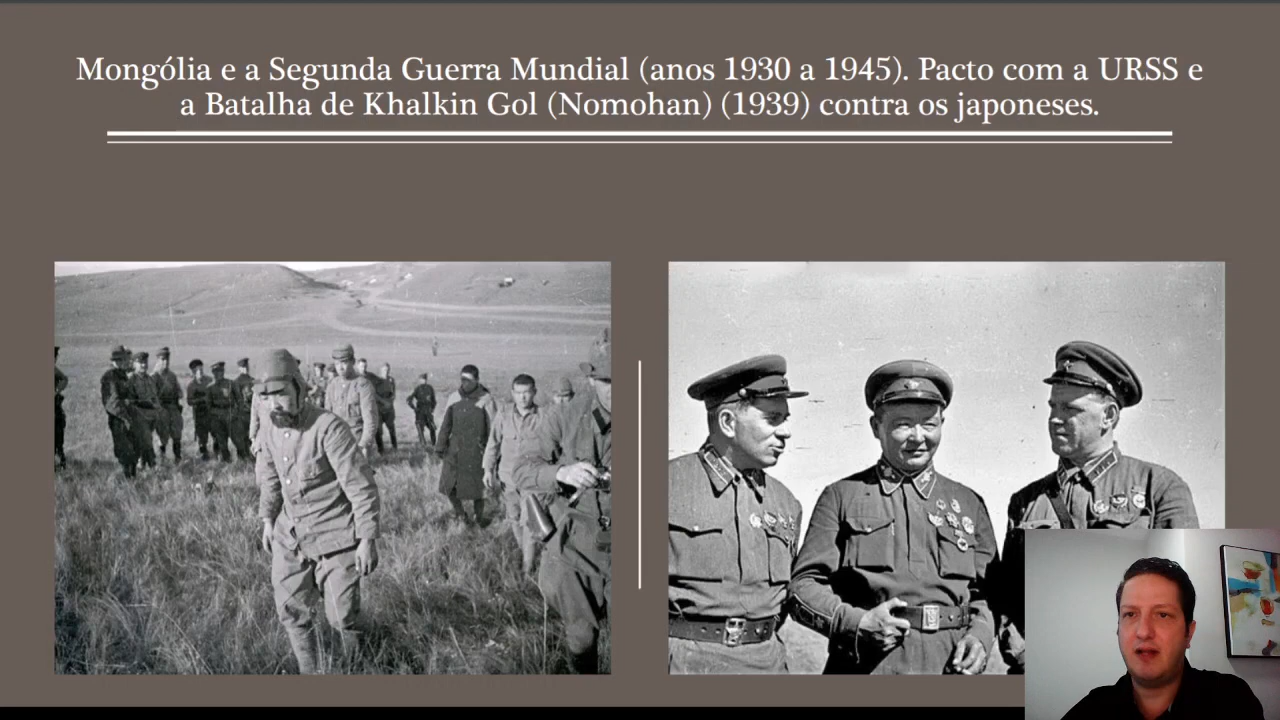 Mongólia e a Segunda Guerra Mundial (anos 1930 a 1945). Pacto com a URSS e
a Batalha de Khalkin Gol (Nomohan) (1939) contra os japoneses.